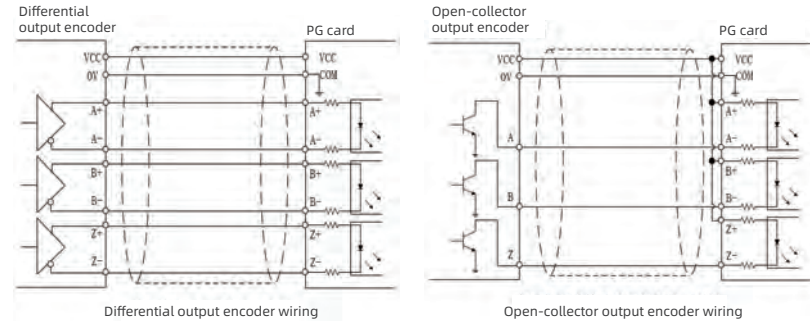 Differential
output encoder
PG card
VCC
VCC
0V
COM
A+
A+
A-
A-
B+
B+
B-
B-
Z+
Z+
Z-
Z-
Differential output encoder wiring
Open-collector
output encoder
PG card
VCC
VCC
0V
COM
A+
A
A-
B+
B
B-
Z+
Z
Z-
Open-collector output encoder wiring